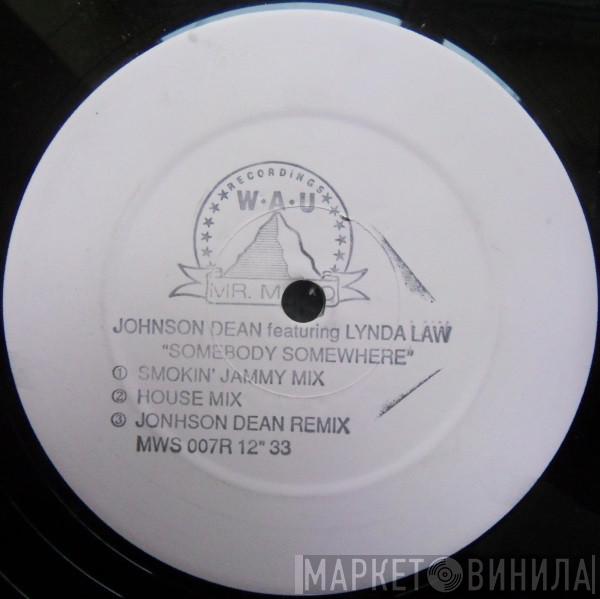 RECORDINGS
W·A·U
MR. M
JOHNSON DEAN featuring LYNDA LAW
"SOMEBODY SOMEWHERE"
① SMOKIN' JAMMY MIX
② HOUSE MIX
③ JONHSON DEAN REMIX
MWS 007R 12" 33
МАРКЕТ ВИНИЛА